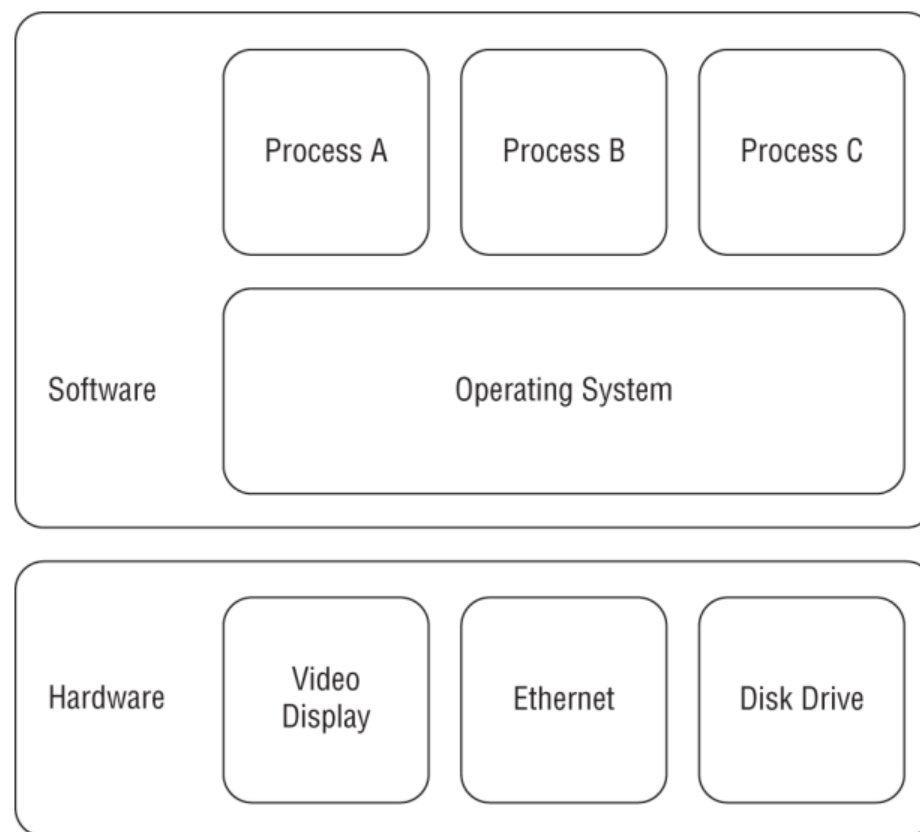 Process A
Process B
Process C
Software
Operating System
Hardware
Video
Display
Ethernet
Disk Drive